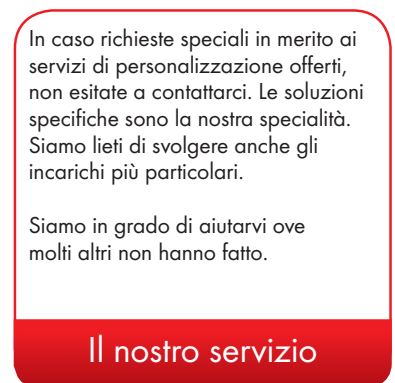 In caso richieste speciali in merito ai
servizi di personalizzazione offerti,
non esitate a contattarci. Le soluzioni
specifiche sono la nostra specialità.
Siamo lieti di svolgere anche gli
incarichi più particolari.
Siamo in grado di aiutarvi ove
molti altri non hanno fatto.
Il nostro servizio